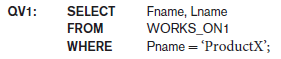 QV1: SELECT Fname, Lname
FROM WORKS_ON1
WHERE Pname = ‘ProductX’;